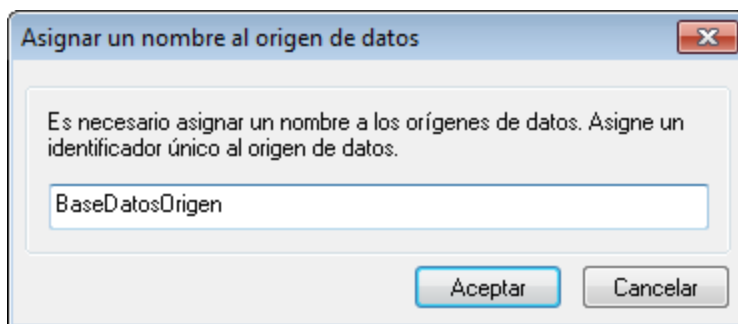 Asignar un nombre al origen de datos
Es necesario asignar un nombre a los orígenes de datos. Asigne un
identificador único al origen de datos.
BaseDatosOrigen
Aceptar
Cancelar